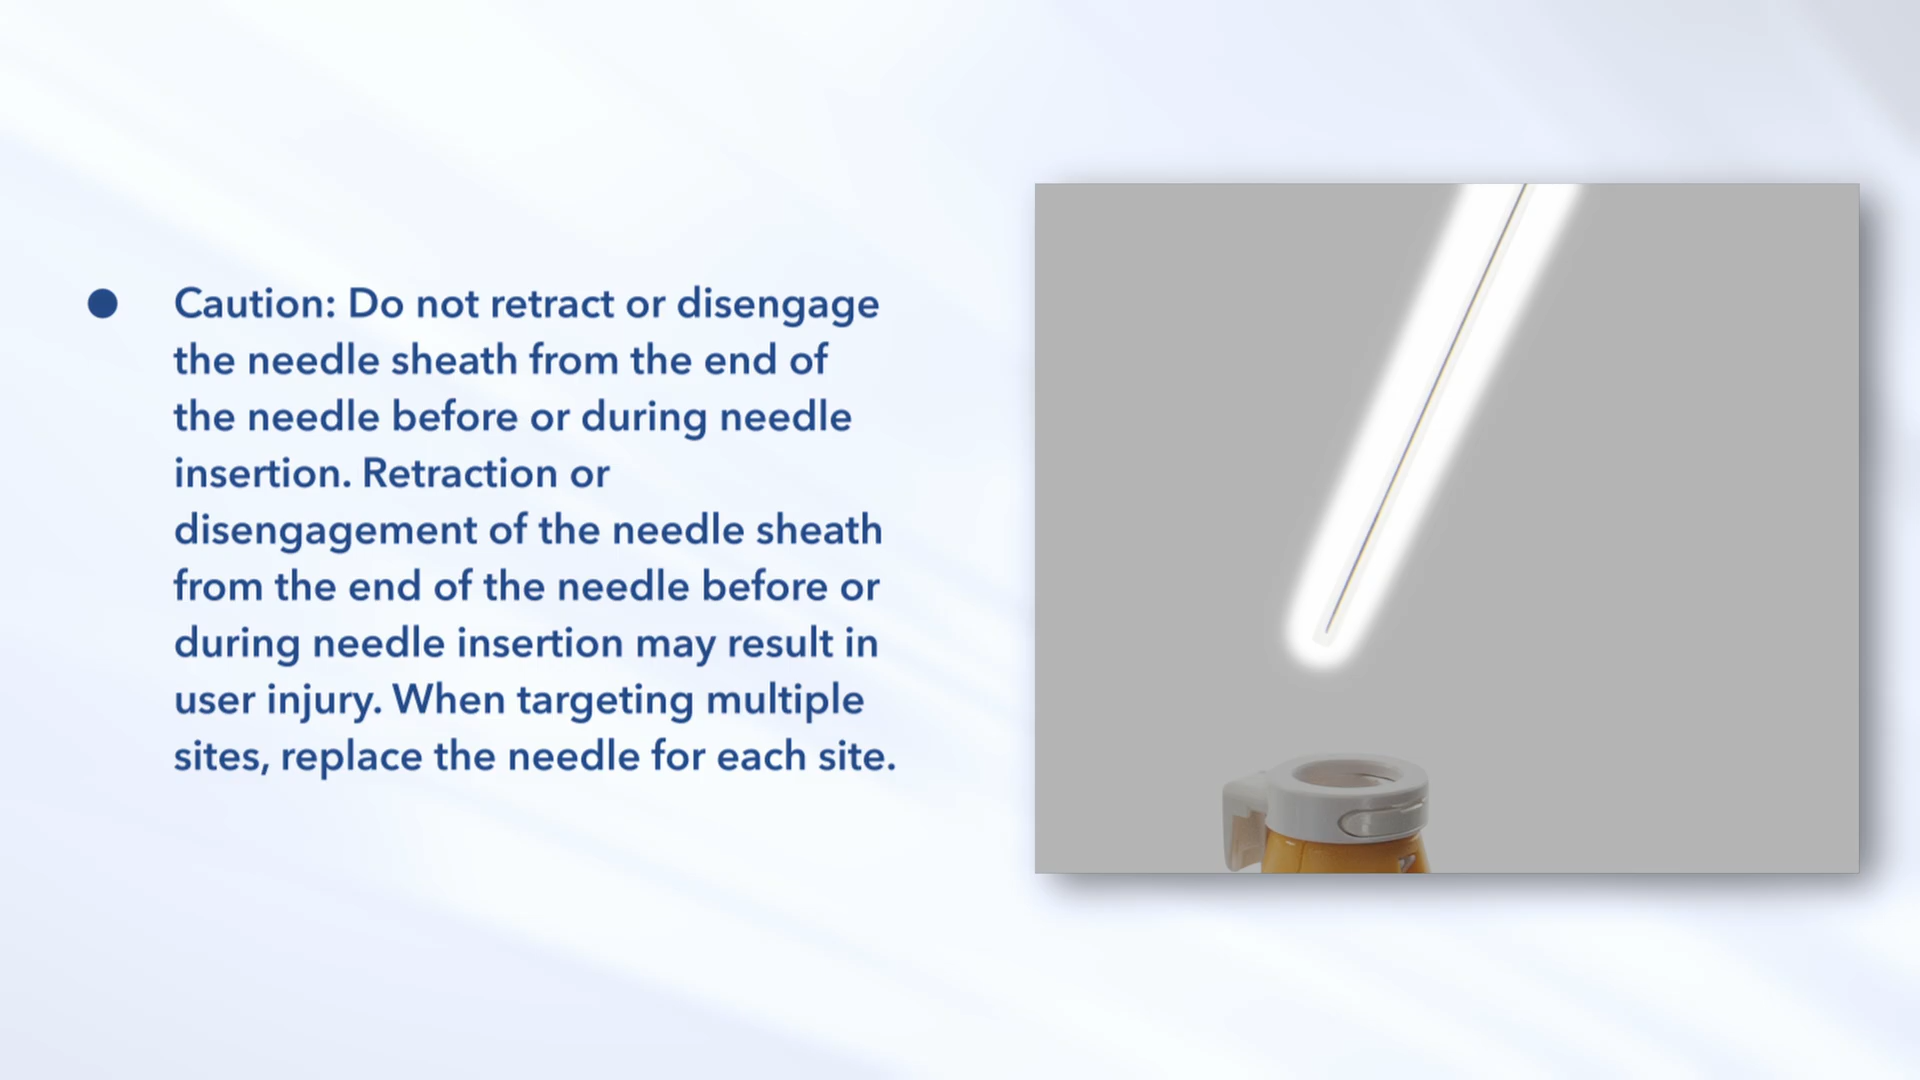 ● Caution: Do not retract or disengage
the needle sheath from the end of
the needle before or during needle
insertion. Retraction or
disengagement of the needle sheath
from the end of the needle before or
during needle insertion may result in
user injury. When targeting multiple
sites, replace the needle for each site.